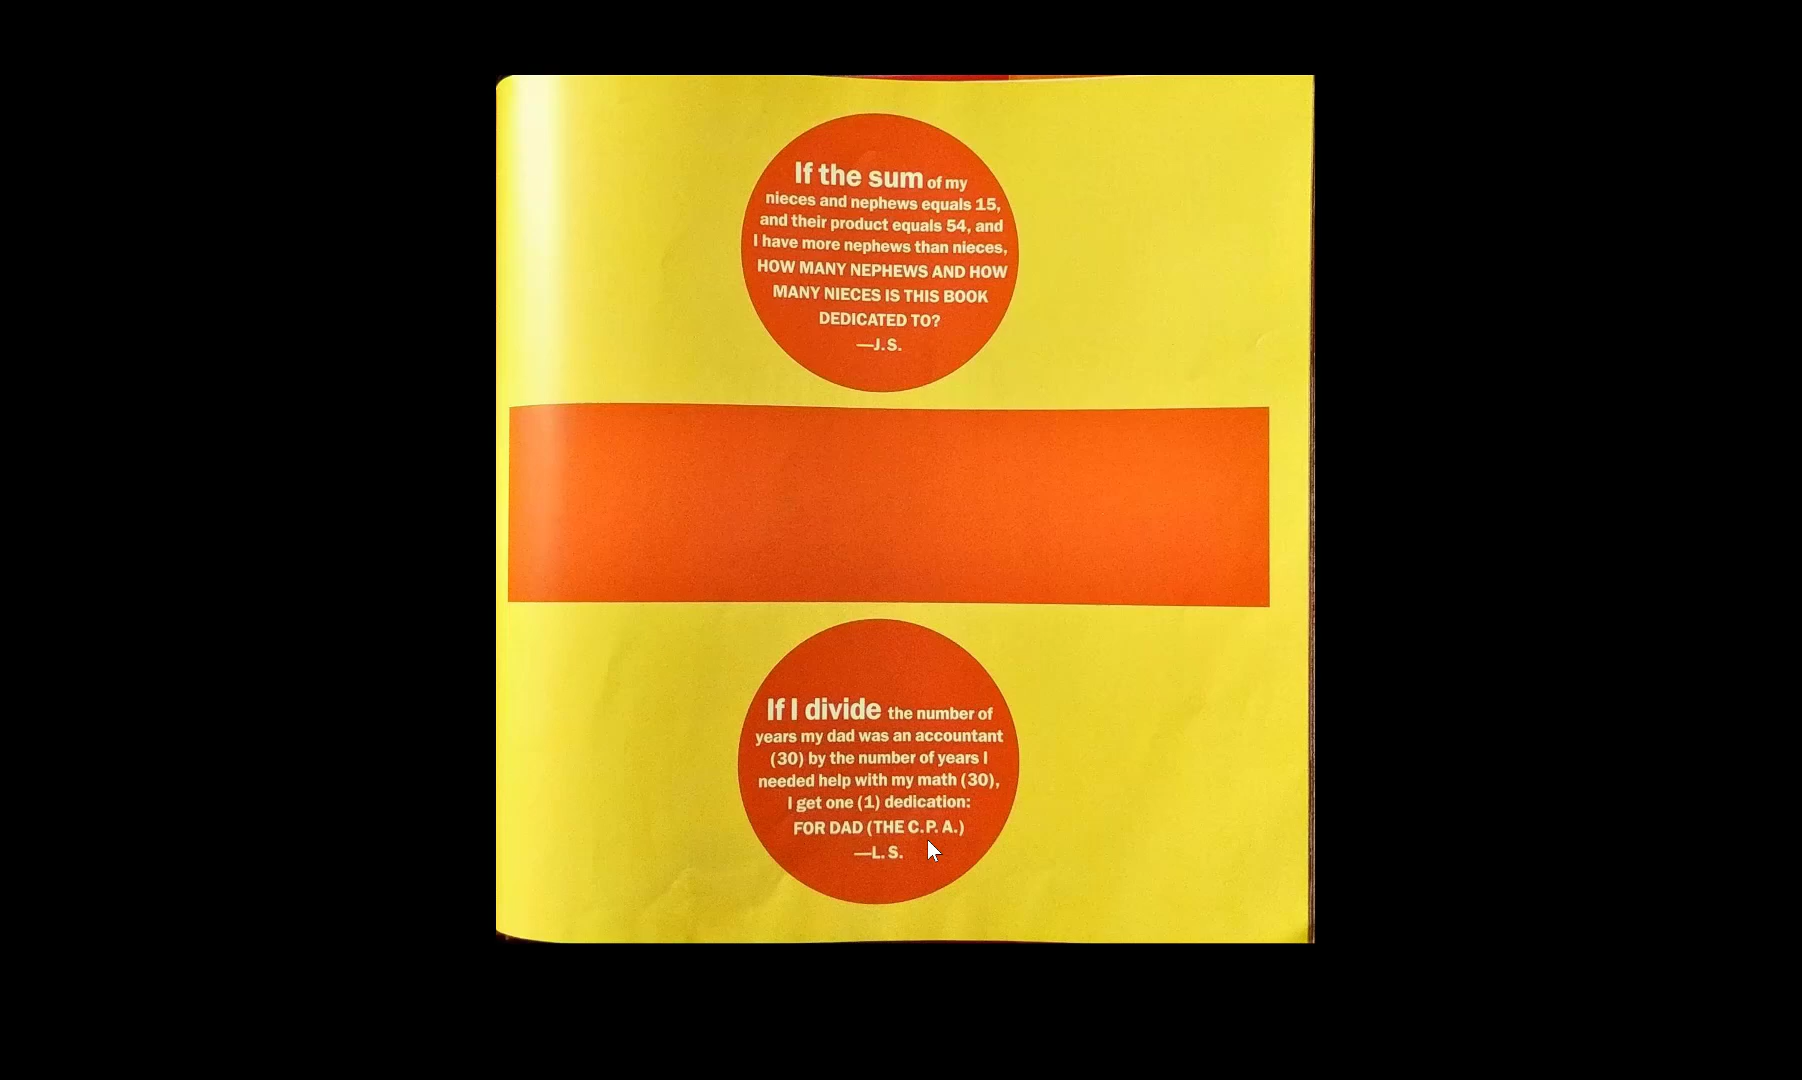 If the sum of my
nieces and nephews equals 15,
and their product equals 54, and
I have more nephews than nieces,
HOW MANY NEPHEWS AND HOW
MANY NIECES IS THIS BOOK
DEDICATED TO?
—J.S.
If I divide the number of
years my dad was an accountant
(30) by the number of years I
needed help with my math (30),
I get one (1) dedication:
FOR DAD (THE C.P.A.)
—L.S.